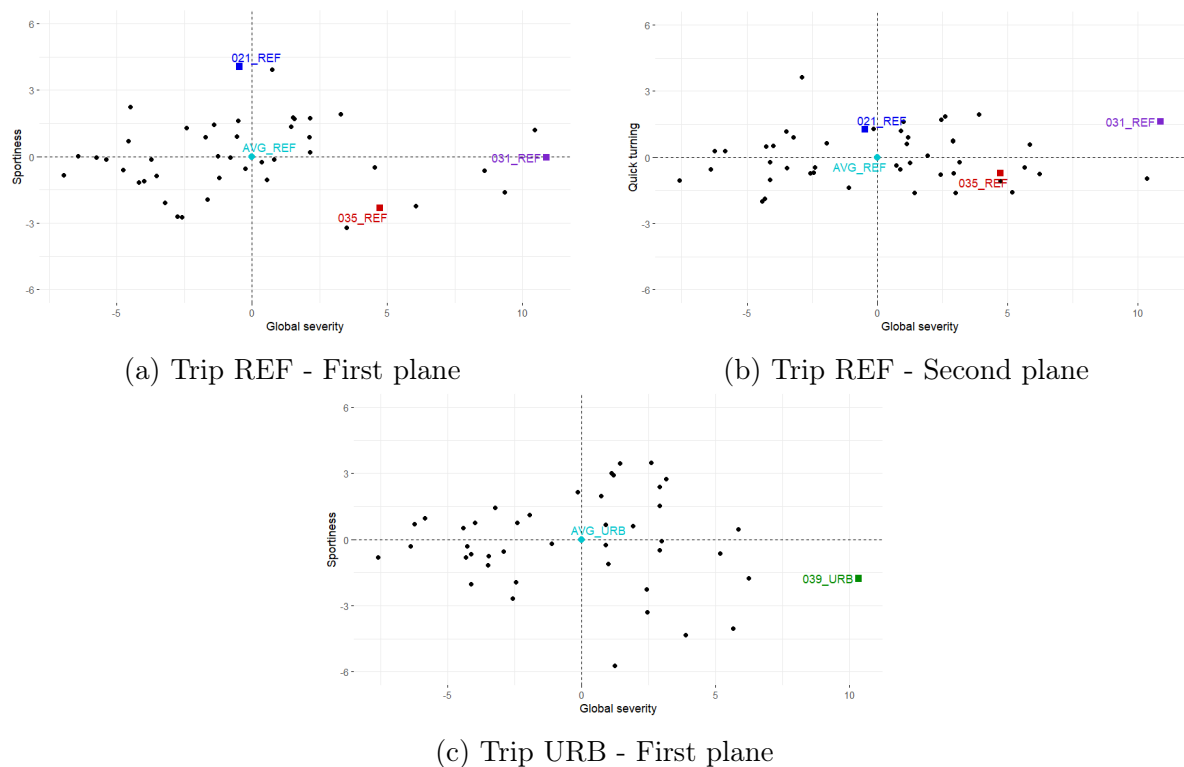 6
3
0
-3
-6
Sportiness
021_REF
AVG_REF
031_REF
035_REF
-5
0
5
10
Global severity
(a) Trip REF - First plane
6
3
0
-3
-6
Quick turning
021_REF
031_REF
AVG_REF
035_REF
-5
0
5
10
Global severity
(b) Trip REF - Second plane
6
3
0
-3
-6
Sportiness
AVG_URB
039_URB
-5
0
5
10
Global severity
(c) Trip URB - First plane